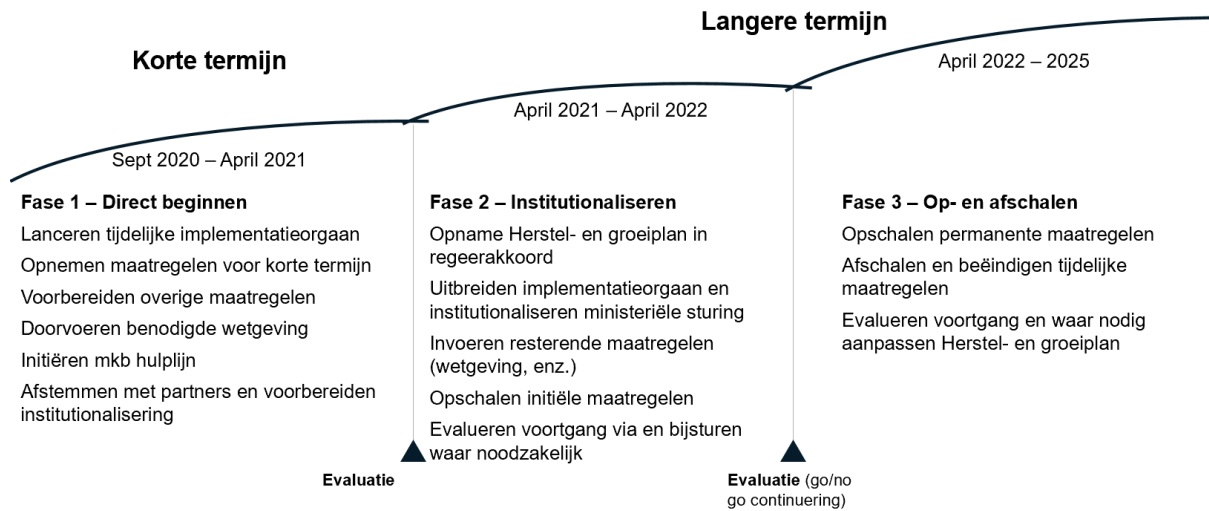 Korte termijn
Langere termijn
Sept 2020 – April 2021
April 2021 – April 2022
April 2022 – 2025
Fase 1 – Direct beginnen
Lanceren tijdelijke implementatieorgaan
Opnemen maatregelen voor korte termijn
Voorbereiden overige maatregelen
Doorvoeren benodigde wetgeving
Initiëren mkb hulplijn
Afstemmen met partners en voorbereiden
institutionalisering
Fase 2 – Institutionaliseren
Opname Herstel- en groeiplan in
regeerakkoord
Uitbreiden implementatieorgaan en
institutionaliseren ministeriële sturing
Invoeren resterende maatregelen
(wetgeving, enz.)
Opschalen initiële maatregelen
Evalueren voortgang via en bijsturen
waar noodzakelijk
Fase 3 – Op- en afschalen
Opschalen permanente maatregelen
Afschalen en beëindigen tijdelijke
maatregelen
Evalueren voortgang en waar nodig
aanpassen Herstel- en groeiplan
Evaluatie
Evaluatie (go/no
go continuering)